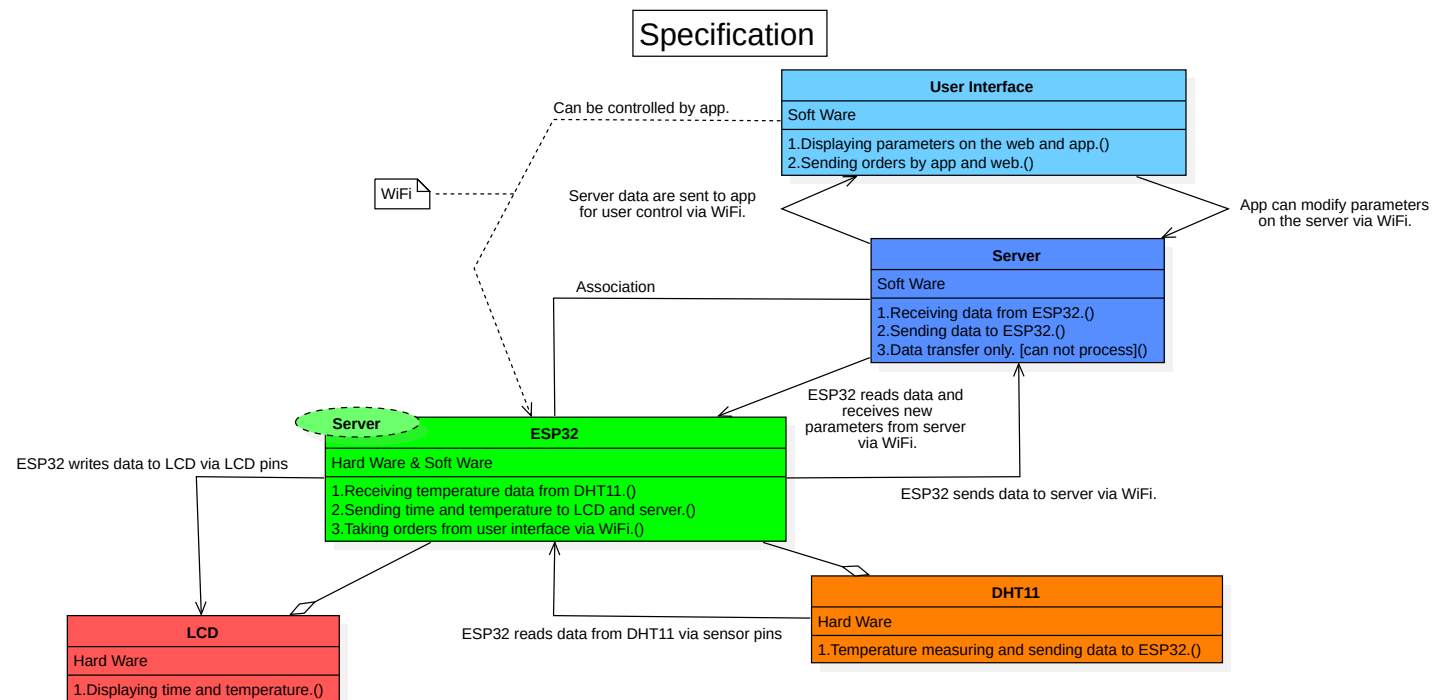 Specification
User Interface
Soft Ware
1.Displaying parameters on the web and app.()
2.Sending orders by app and web.()
Can be controlled by app.
WiFi
Server data are sent to app
for user control via WiFi.
App can modify parameters
on the server via WiFi.
Server
Soft Ware
1.Receiving data from ESP32.()
2.Sending data to ESP32.()
3.Data transfer only. [can not process]()
Association
ESP32 reads data and
receives new
parameters from server
via WiFi.
Server
ESP32
Hard Ware & Soft Ware
1.Receiving temperature data from DHT11.()
2.Sending time and temperature to LCD and server.()
3.Taking orders from user interface via WiFi.()
ESP32 writes data to LCD via LCD pins
ESP32 sends data to server via WiFi.
DHT11
Hard Ware
1.Temperature measuring and sending data to ESP32.()
ESP32 reads data from DHT11 via sensor pins
LCD
Hard Ware
1.Displaying time and temperature.()